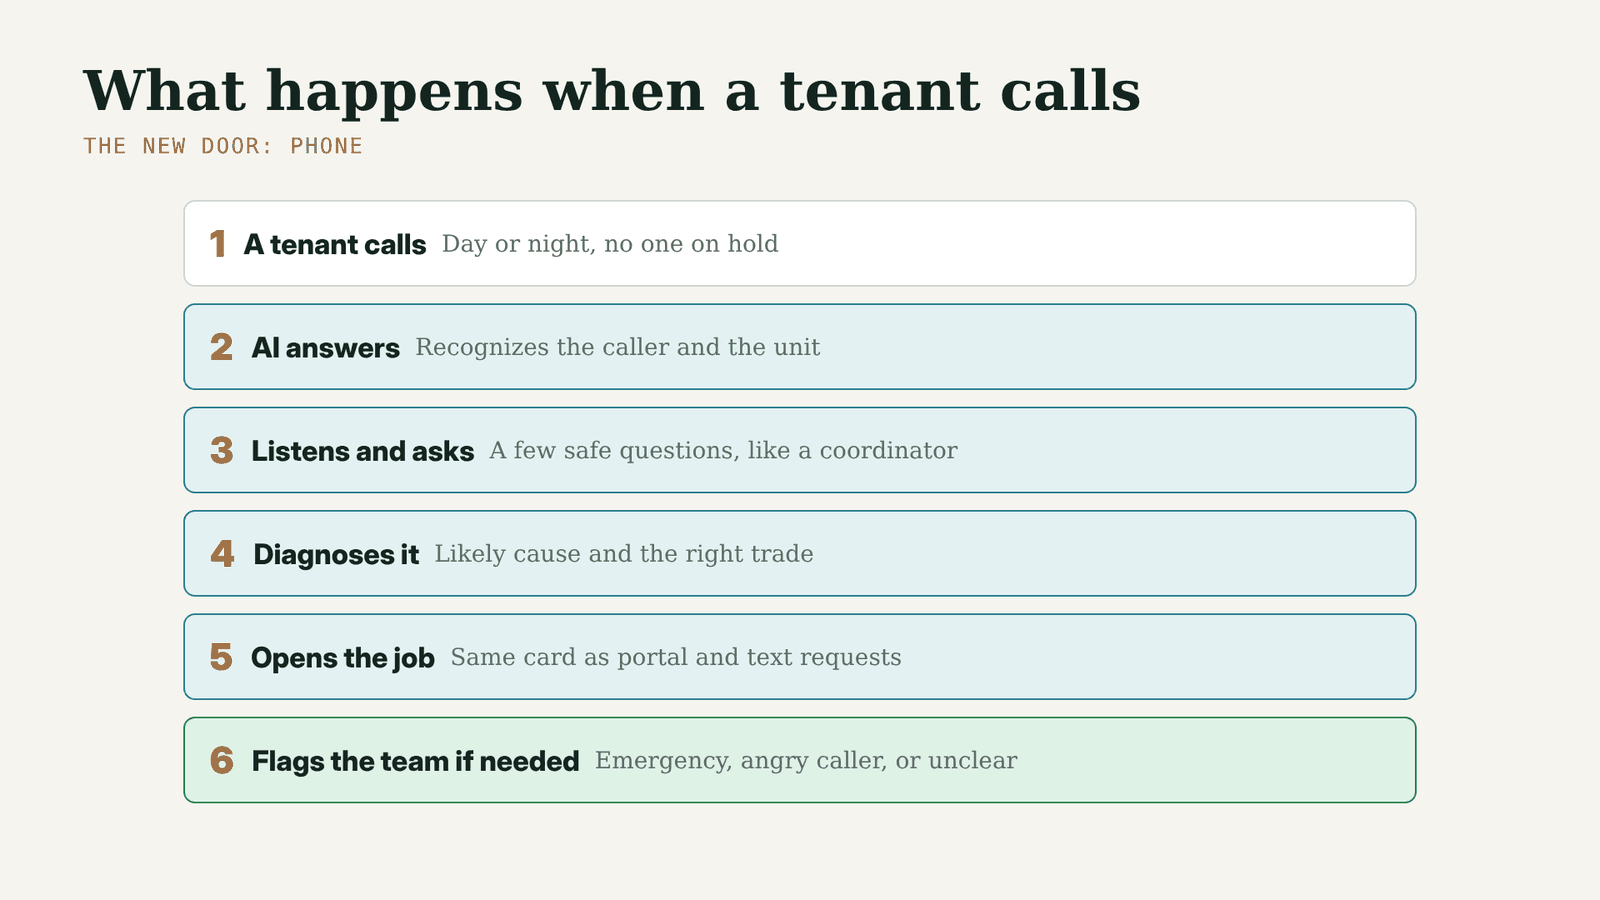 What happens when a tenant calls
THE NEW DOOR: PHONE
1 A tenant calls Day or night, no one on hold
2 AI answers Recognizes the caller and the unit
3 Listens and asks A few safe questions, like a coordinator
4 Diagnoses it Likely cause and the right trade
5 Opens the job Same card as portal and text requests
6 Flags the team if needed Emergency, angry caller, or unclear